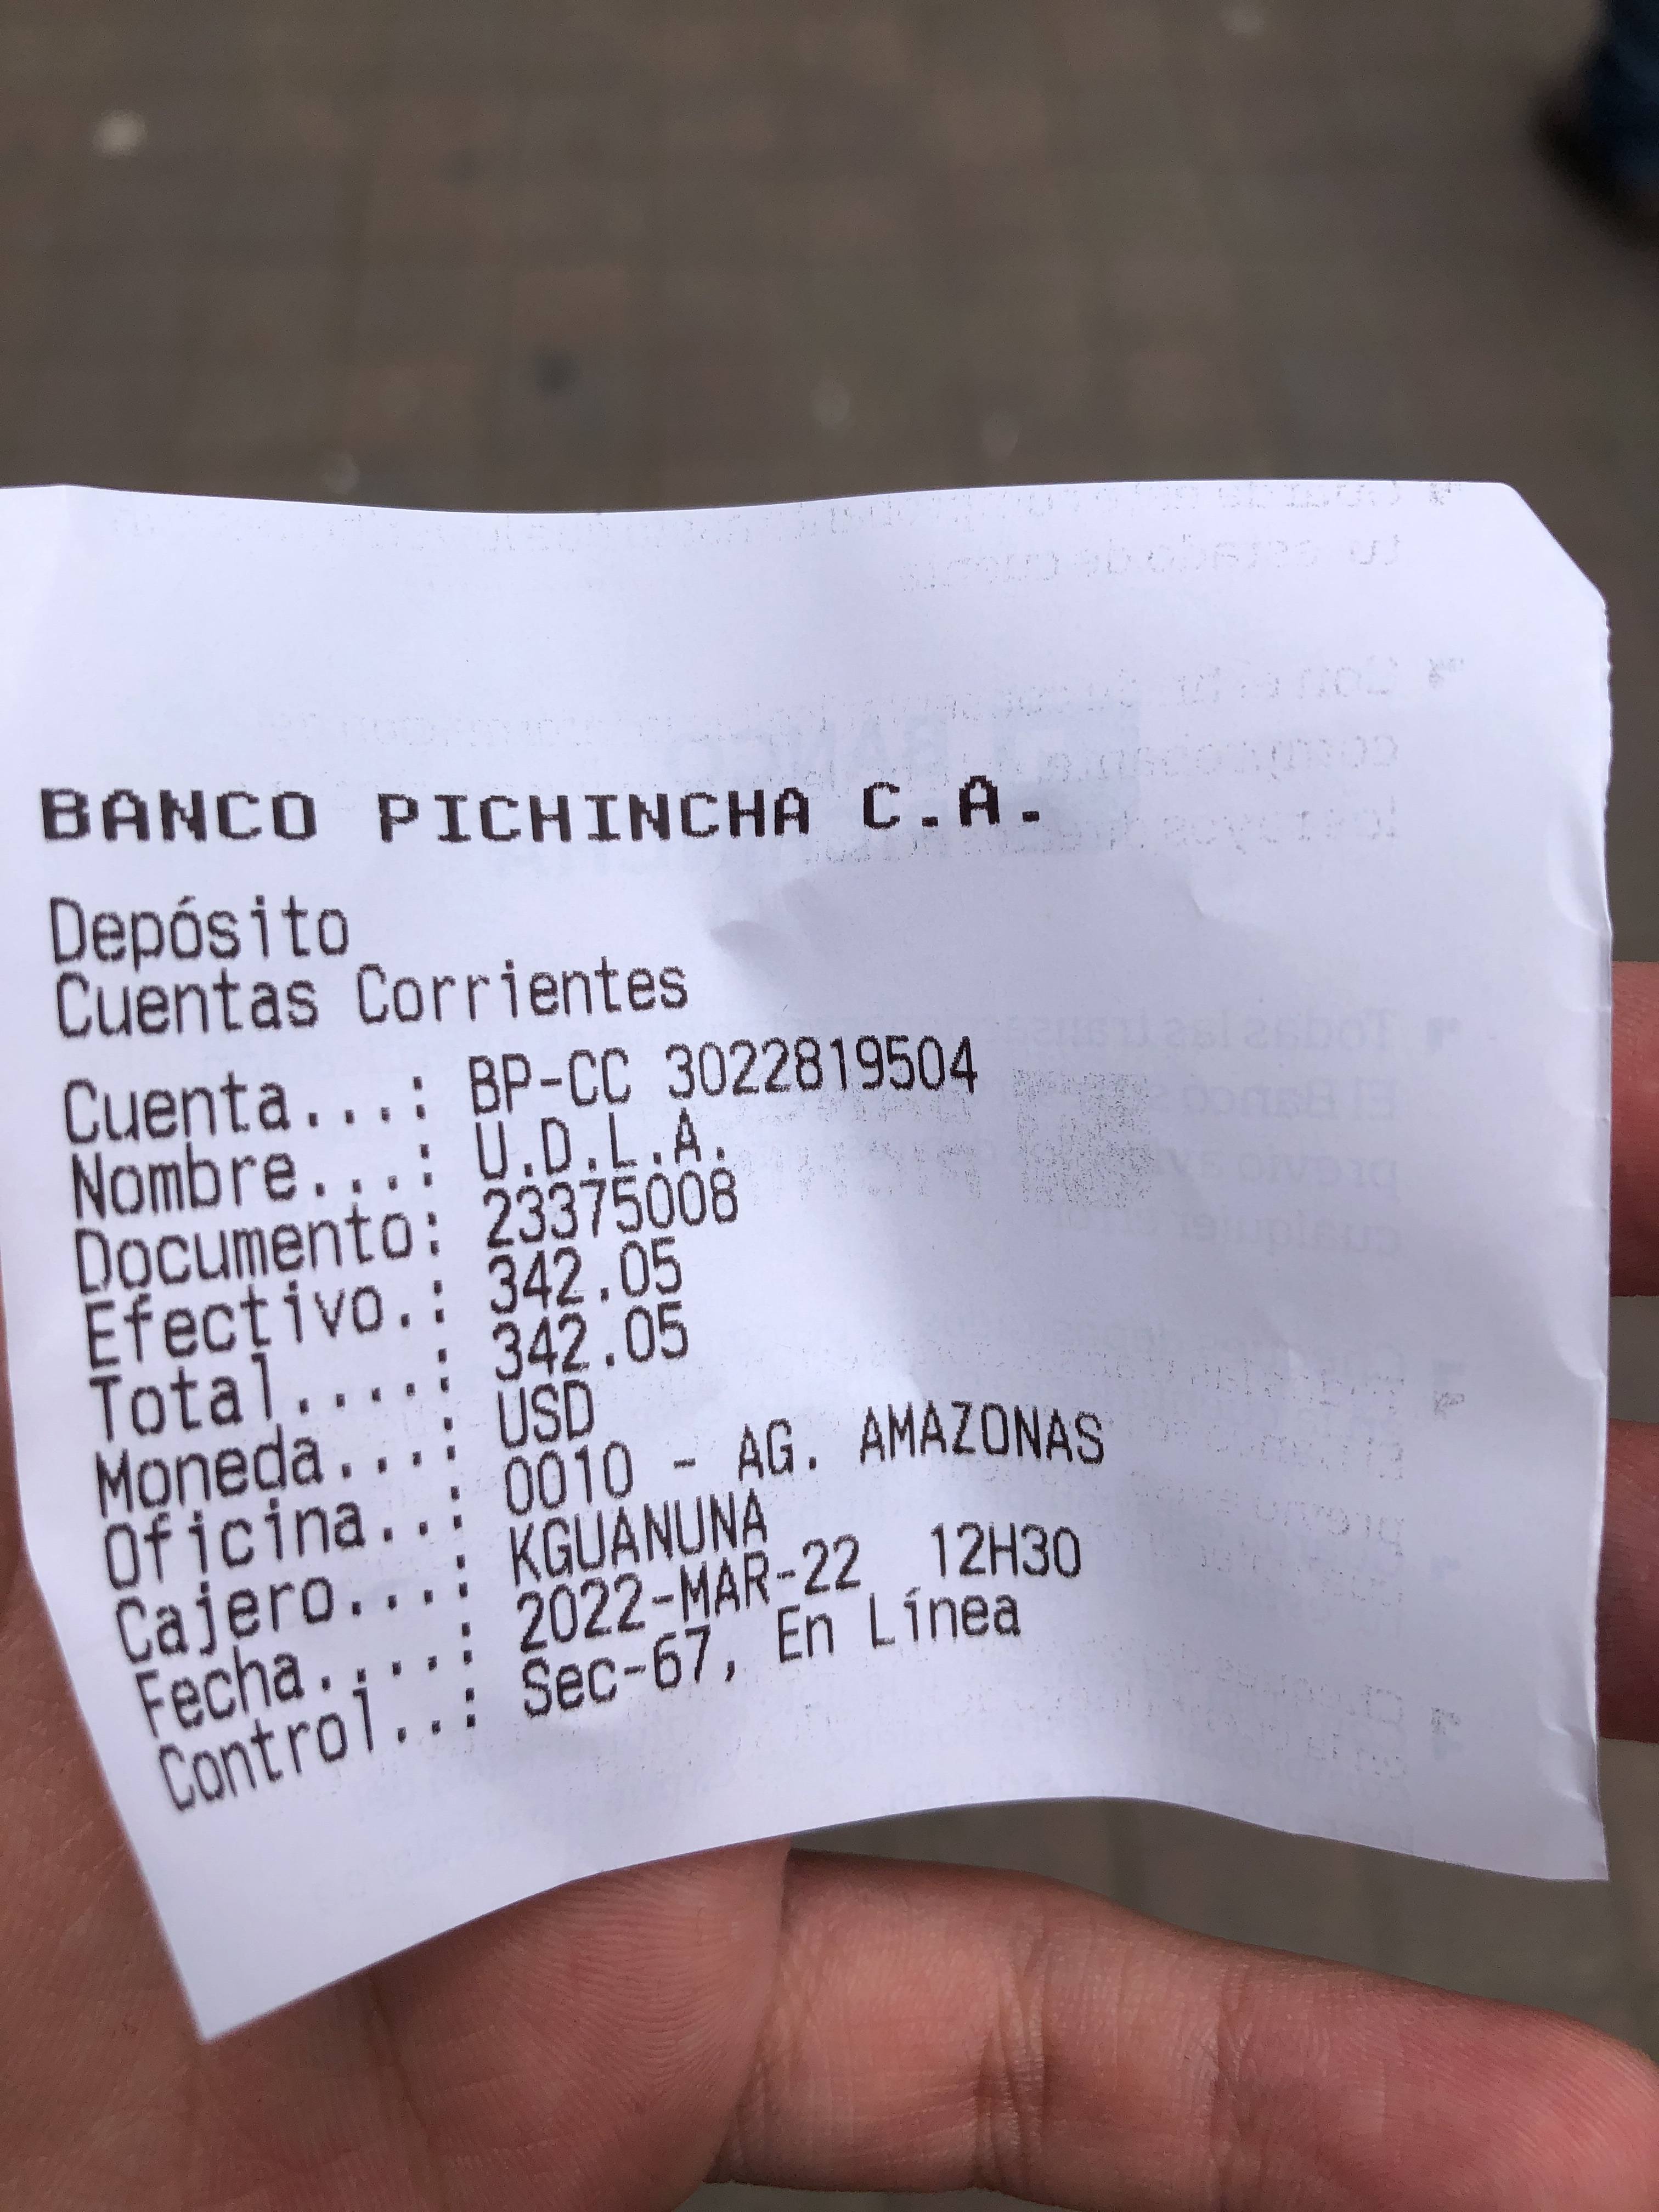 BANCO PICHINCHA C.A.
Depósito
Cuentas Corrientes
Cuenta...: BP-CC 3022819504
Nombre...: U.D.L.A.
Documento: 23375008
Efectivo.: 342.05
Total....: 342.05
Moneda...: USD
Oficina..: 0010 - AG. AMAZONAS
Cajero...: KGUANUNA
Fecha....: 2022-MAR-22 12H30
Control..: Sec-67, En Línea